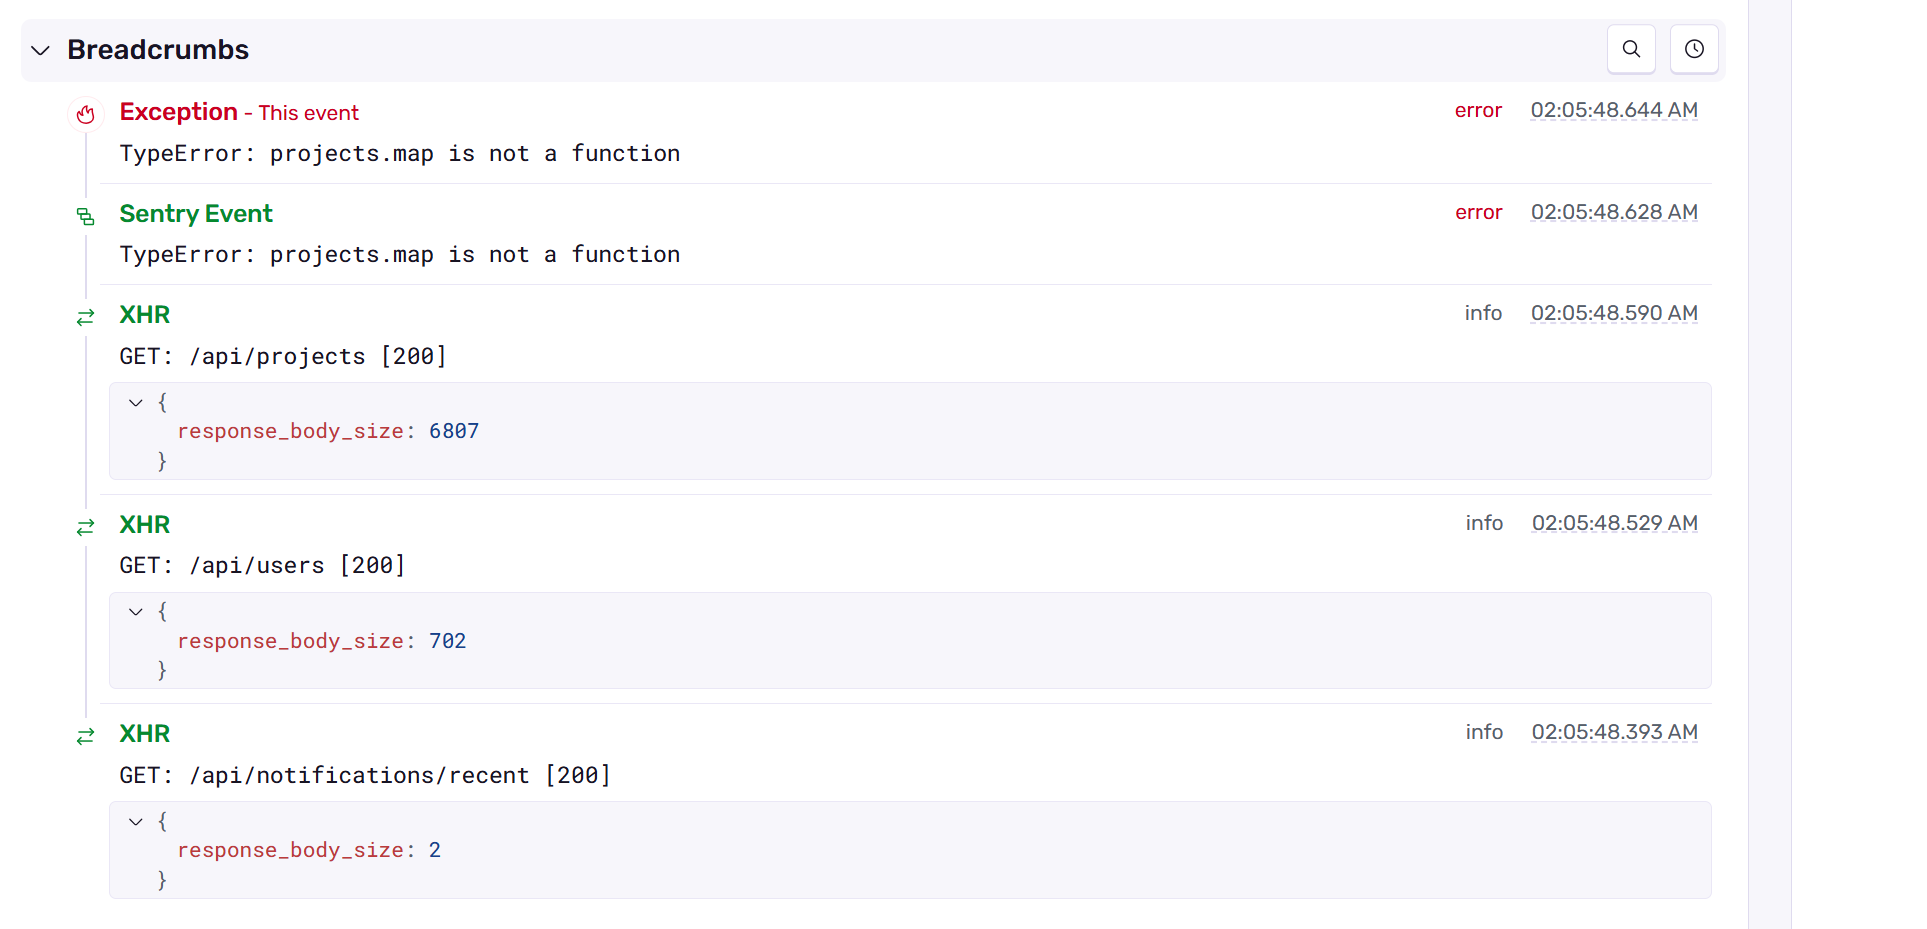 Breadcrumbs
Exception - This event error 02:05:48.644 AM
TypeError: projects.map is not a function
Sentry Event error 02:05:48.628 AM
TypeError: projects.map is not a function
XHR info 02:05:48.590 AM
GET: /api/projects [200]
{
response_body_size: 6807
}
XHR info 02:05:48.529 AM
GET: /api/users [200]
{
response_body_size: 702
}
XHR info 02:05:48.393 AM
GET: /api/notifications/recent [200]
{
response_body_size: 2
}